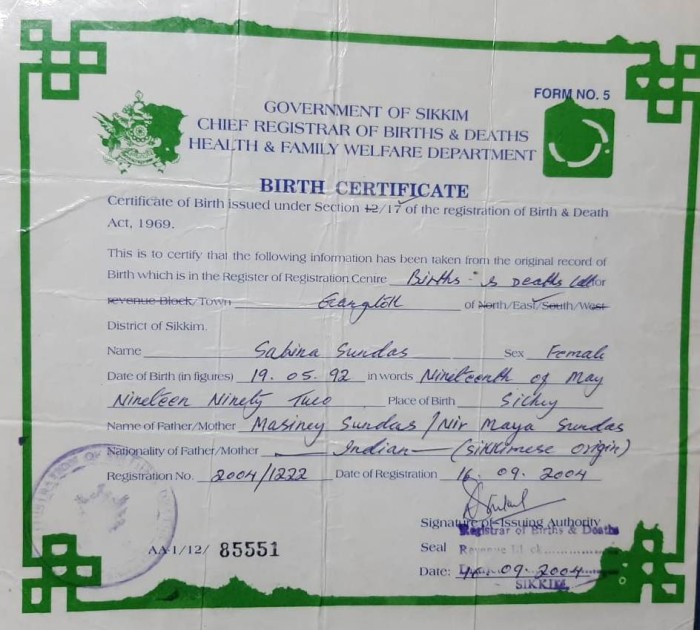 FORM NO. 5
GOVERNMENT OF SIKKIM
CHIEF REGISTRAR OF BIRTHS & DEATHS
HEALTH & FAMILY WELFARE DEPARTMENT
BIRTH CERTIFICATE
Certificate of Birth issued under Section 12/17 of the registration of Birth & Death
Act, 1969.
This is to certify that the following information has been taken from the original record of
Birth which is in the Register of Registration Centre Births & Deaths for
revenue Block/Town Gangtok of North/East/South/West
District of Sikkim.
Name Sabina Sundas Sex Female
Date of Birth (in figures) 19. 05. 92 in words Nineteenth of May
Nineteen Ninety Two Place of Birth Sichey
Name of Father/Mother Masiney Sundas / Nir Maya Sundas
Nationality of Father/Mother Indian (Sikkimese origin)
Registration No. 2004/1222 Date of Registration 16. 09. 2004
Signature of Issuing Authority
Registrar of Births & Deaths
AA-1/12/ 85551
Seal
Date: 09. 2004
SIKKIM